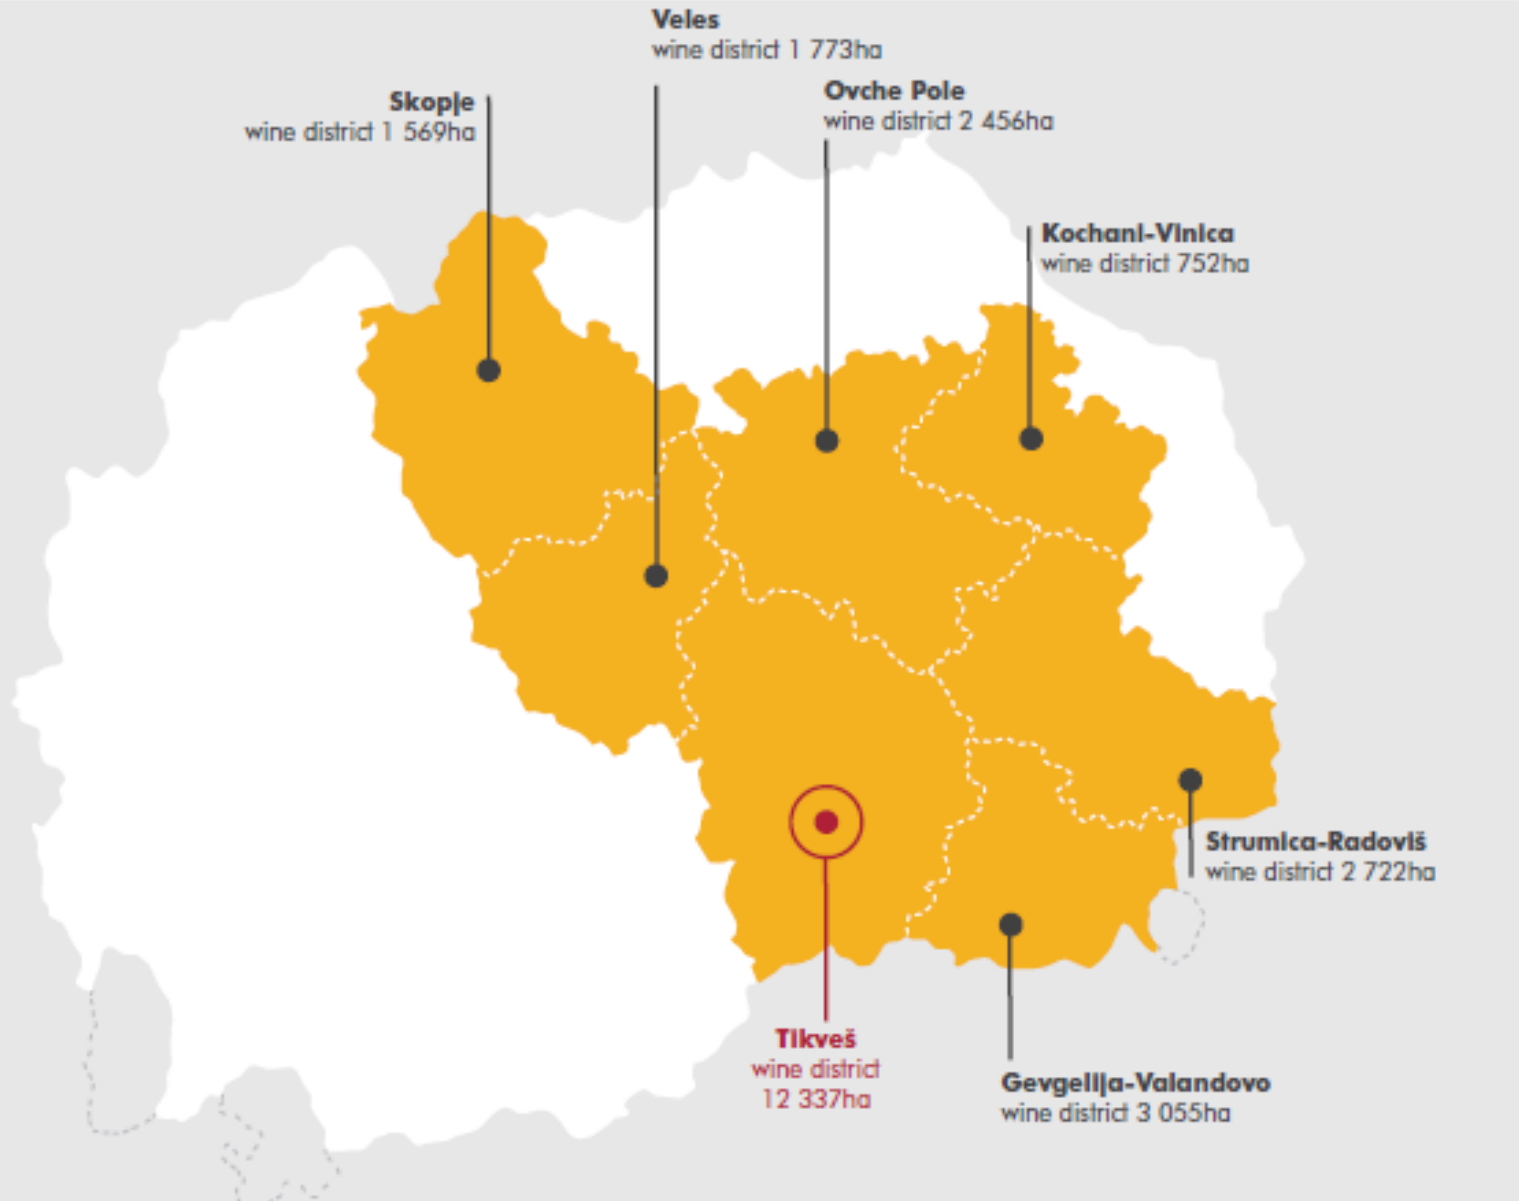 Veles
wine district 1 773ha
Skopje
wine district 1 569ha
Ovche Pole
wine district 2 456ha
Kochani-Vinica
wine district 752ha
Strumica-Radoviš
wine district 2 722ha
Tikveš
wine district
12 337ha
Gevgelija-Valandovo
wine district 3 055ha